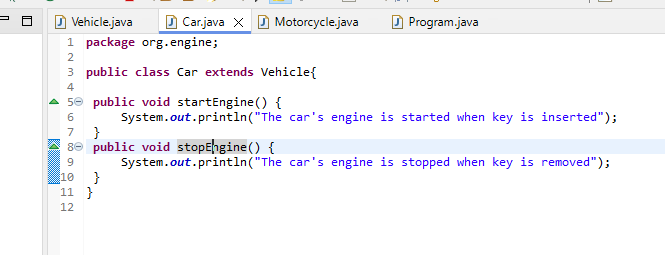 Vehicle.java
Car.java
Motorcycle.java
Program.java
1 package org.engine;
2
3 public class Car extends Vehicle{
4
5 public void startEngine() {
6 System.out.println("The car's engine is started when key is inserted");
7 }
8 public void stopEngine() {
9 System.out.println("The car's engine is stopped when key is removed");
10 }
11 }
12